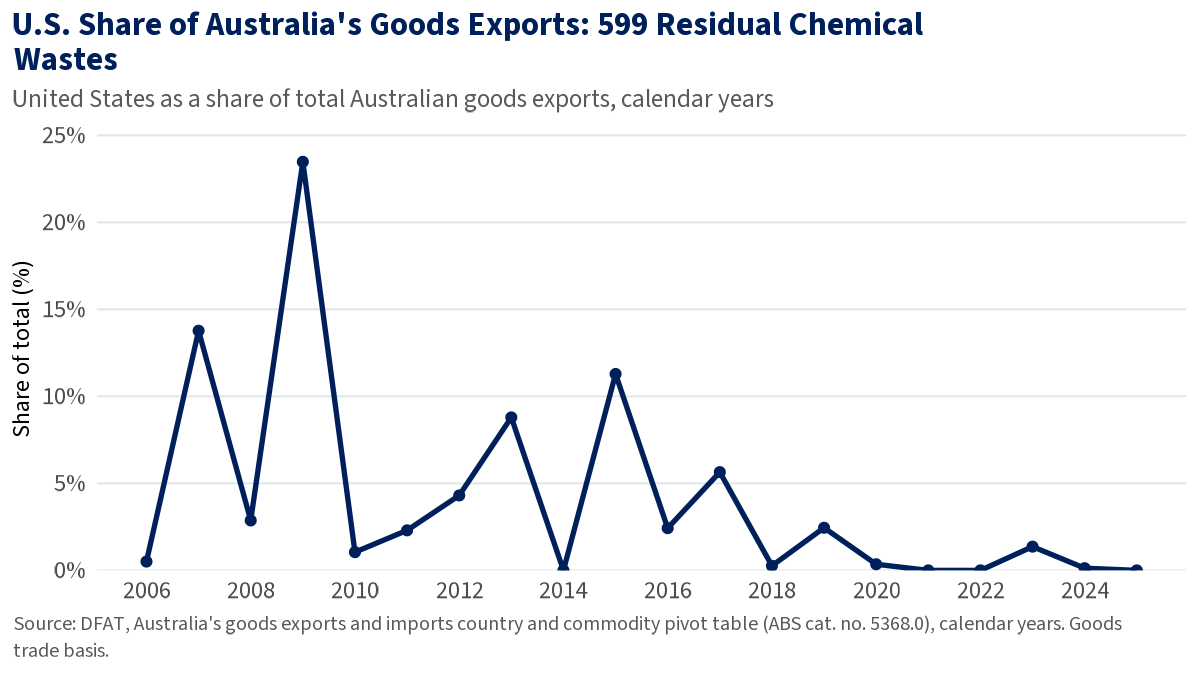 U.S. Share of Australia's Goods Exports: 599 Residual Chemical
Wastes
United States as a share of total Australian goods exports, calendar years
Share of total (%)
25%
20%
15%
10%
5%
0%
2006 2008 2010 2012 2014 2016 2018 2020 2022 2024
Source: DFAT, Australia's goods exports and imports country and commodity pivot table (ABS cat. no. 5368.0), calendar years. Goods
trade basis.